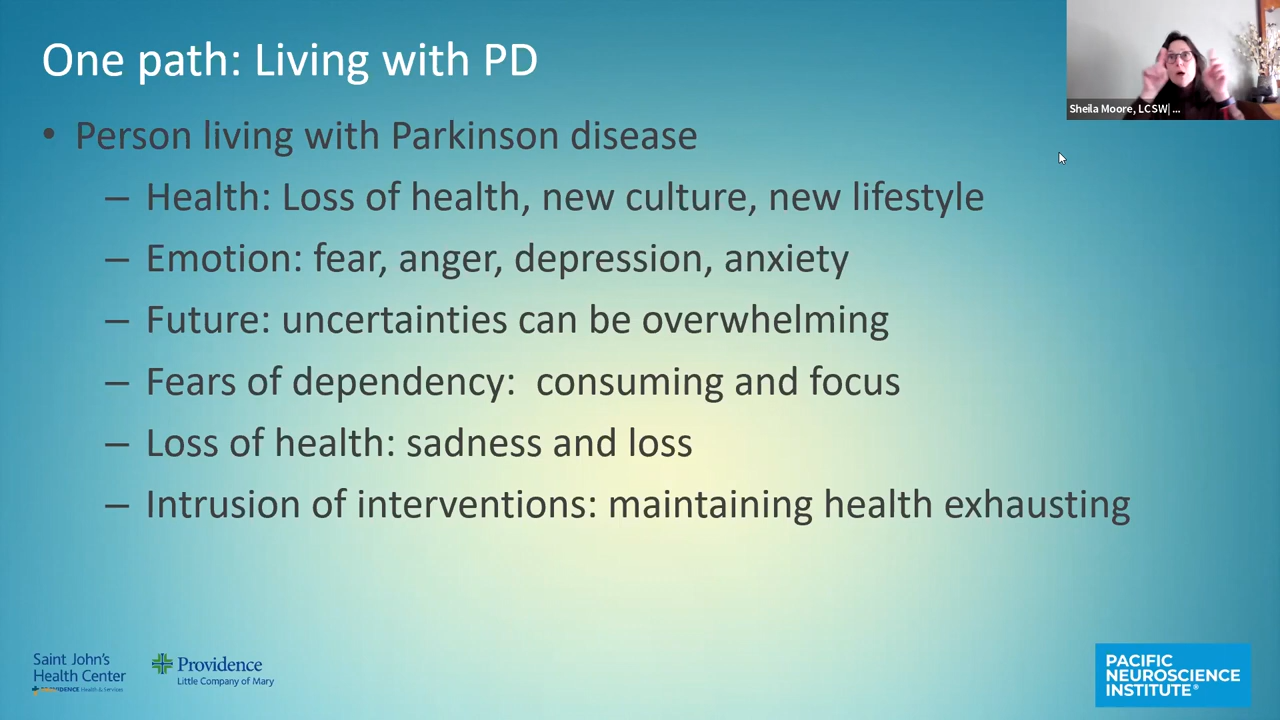 One path: Living with PD
Sheila Moore, LCSW| ...
• Person living with Parkinson disease
– Health: Loss of health, new culture, new lifestyle
– Emotion: fear, anger, depression, anxiety
– Future: uncertainties can be overwhelming
– Fears of dependency:  consuming and focus
– Loss of health: sadness and loss
– Intrusion of interventions: maintaining health exhausting
Saint John's
Health Center
Health & Services
Providence
Little Company of Mary
PACIFIC
NEUROSCIENCE
INSTITUTE®